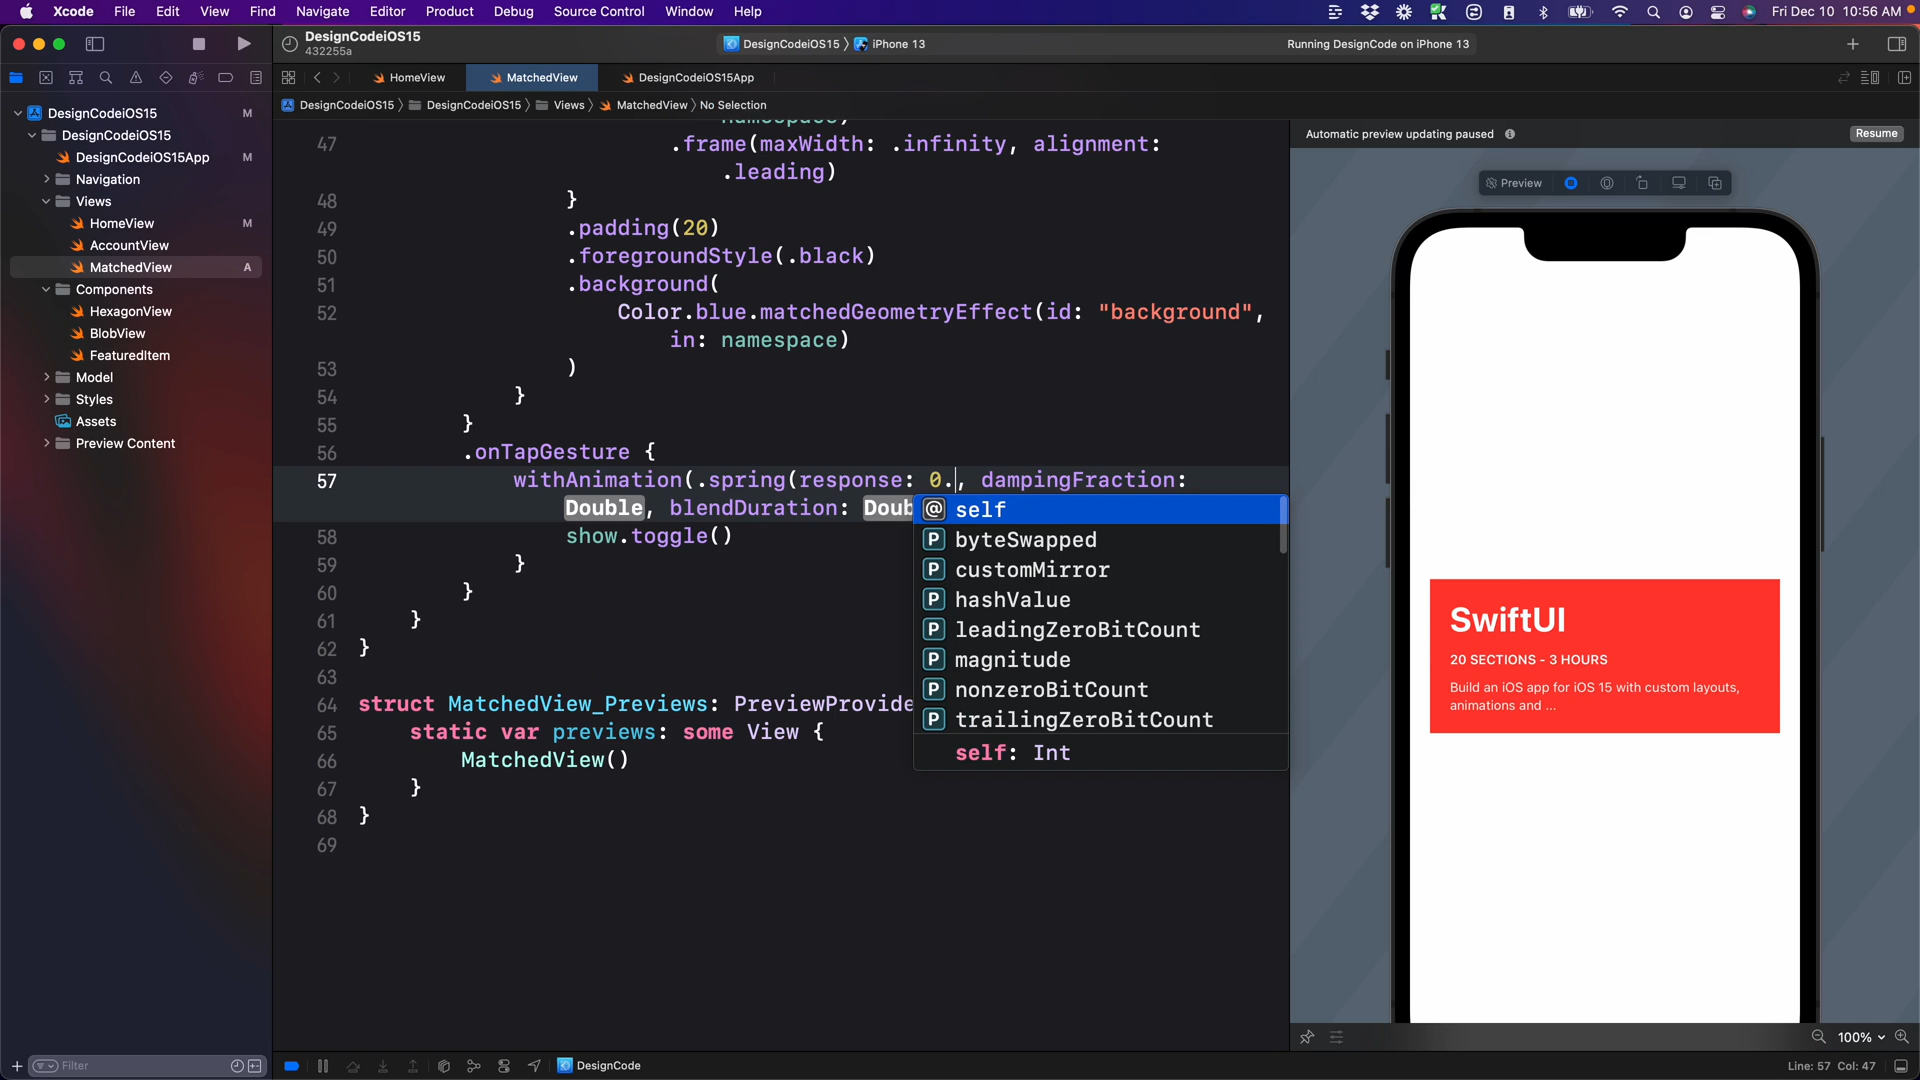 Xcode File Edit View Find Navigate Editor Product Debug Source Control Window Help
Fri Dec 10 10:56 AM
DesignCodeiOS15
432255a
DesignCodeiOS15 〉 iPhone 13
Running DesignCode on iPhone 13
HomeView
MatchedView
DesignCodeiOS15App
DesignCodeiOS15 〉 DesignCodeiOS15 〉 Views 〉 MatchedView 〉 No Selection
DesignCodeiOS15 M
DesignCodeiOS15
DesignCodeiOS15App M
Navigation
Views
HomeView M
AccountView
MatchedView A
Components
HexagonView
BlobView
FeaturedItem
Model
Styles
Assets
Preview Content
Filter
namespace)
47 .frame(maxWidth: .infinity, alignment:
.leading)
48 }
49 .padding(20)
50 .foregroundStyle(.black)
51 .background(
52 Color.blue.matchedGeometryEffect(id: "background",
in: namespace)
53 )
54 }
55 }
56 .onTapGesture {
57 withAnimation(.spring(response: 0., dampingFraction:
Double, blendDuration: Doub
58 show.toggle()
59 }
60 }
61 }
62 }
63
64 struct MatchedView_Previews: PreviewProvide
65 static var previews: some View {
66 MatchedView()
67 }
68 }
69
@ self
P byteSwapped
P customMirror
P hashValue
P leadingZeroBitCount
P magnitude
P nonzeroBitCount
P trailingZeroBitCount
self: Int
Automatic preview updating paused
Resume
Preview
SwiftUI
20 SECTIONS - 3 HOURS
Build an iOS app for iOS 15 with custom layouts,
animations and ...
100%
DesignCode
Line: 57 Col: 47